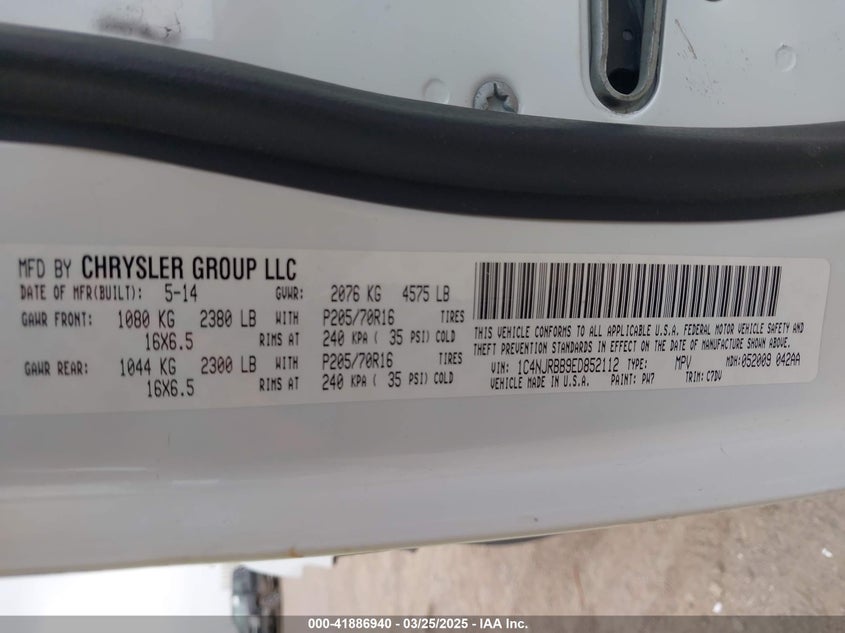 MFD BY CHRYSLER GROUP LLC
DATE OF MFR(BUILT): 5-14 GVWR: 2076 KG 4575 LB
GAWR FRONT: 1080 KG 2380 LB WITH P205/70R16 TIRES
16X6.5 RIMS AT 240 KPA ( 35 PSI) COLD
GAWR REAR: 1044 KG 2300 LB WITH P205/70R16 TIRES
16X6.5 RIMS AT 240 KPA ( 35 PSI) COLD
THIS VEHICLE CONFORMS TO ALL APPLICABLE U.S.A. FEDERAL MOTOR VEHICLE SAFETY AND
THEFT PREVENTION STANDARDS IN EFFECT ON THE DATE OF MANUFACTURE SHOWN ABOVE.
VIN: 1C4NJRBB9ED852112 TYPE: MPV MDH:052009 042AA
VEHICLE MADE IN U.S.A. PAINT: PW7 TRIM: C7DV
000-41886940 — 03/25/2025 — IAA Inc.